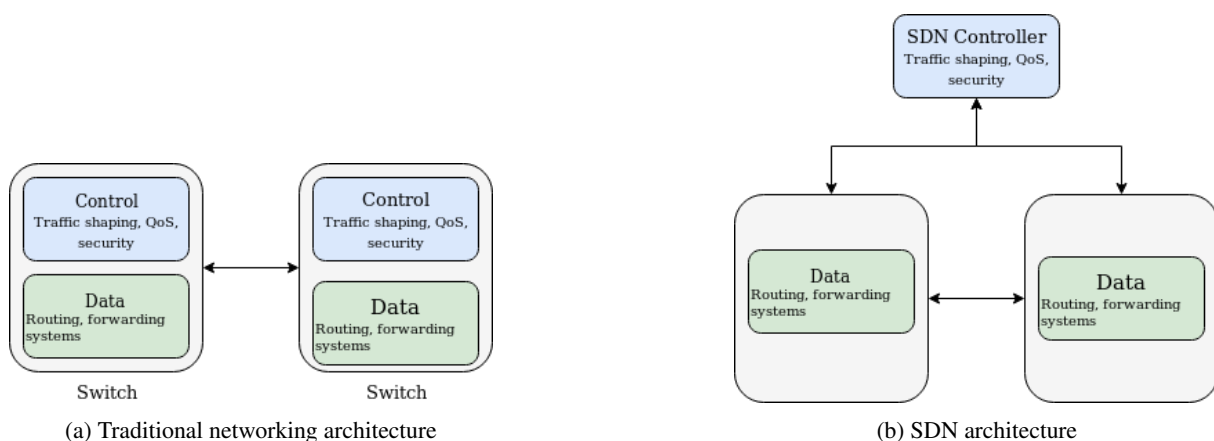 Control
Traffic shaping, QoS,
security
Data
Routing, forwarding
systems
Switch
Control
Traffic shaping, QoS,
security
Data
Routing, forwarding
systems
Switch
(a) Traditional networking architecture
SDN Controller
Traffic shaping, QoS,
security
Data
Routing, forwarding
systems
Data
Routing, forwarding
systems
(b) SDN architecture